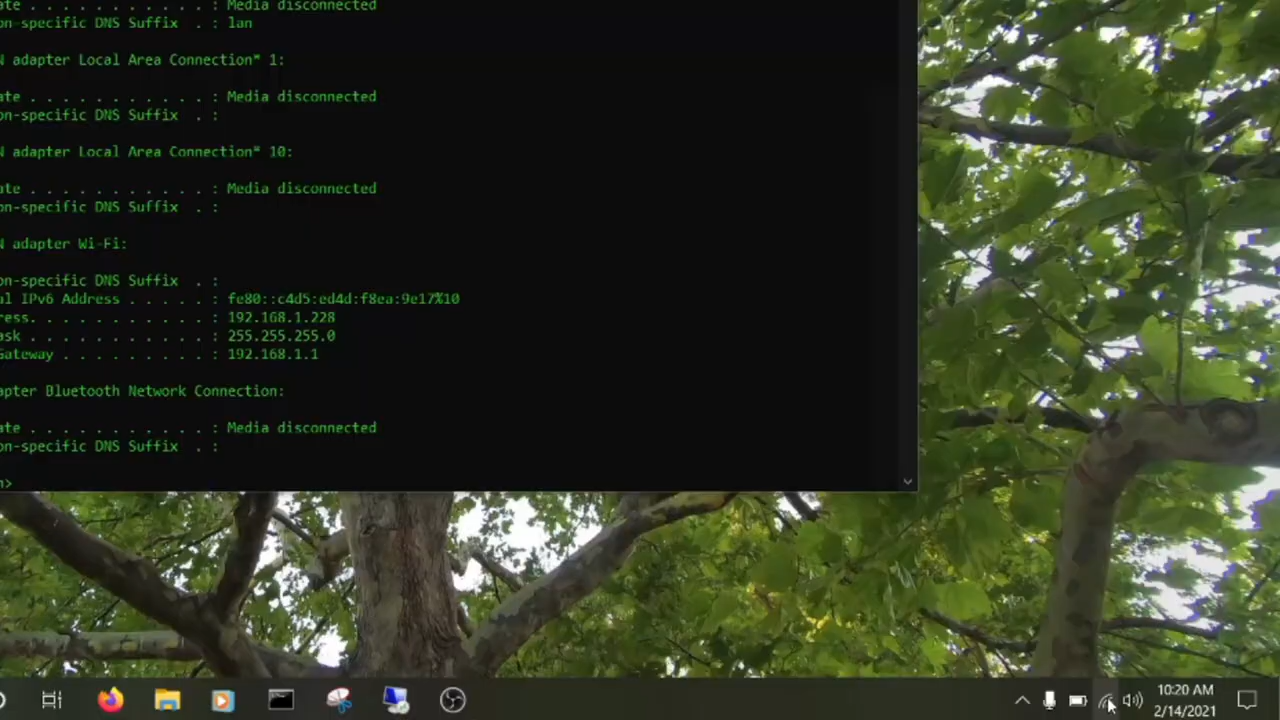 ate . . . . . . . . . . . : Media disconnected
on-specific DNS Suffix  . : lan
N adapter Local Area Connection* 1:
ate . . . . . . . . . . . : Media disconnected
on-specific DNS Suffix  . :
N adapter Local Area Connection* 10:
ate . . . . . . . . . . . : Media disconnected
on-specific DNS Suffix  . :
N adapter Wi-Fi:
on-specific DNS Suffix  . :
al IPv6 Address . . . . . : fe80::c4d5:ed4d:f8ea:9e17%10
ress. . . . . . . . . . . : 192.168.1.228
ask . . . . . . . . . . . : 255.255.255.0
Gateway . . . . . . . . . : 192.168.1.1
apter Bluetooth Network Connection:
ate . . . . . . . . . . . : Media disconnected
on-specific DNS Suffix  . :
n>
10:20 AM
2/14/2021